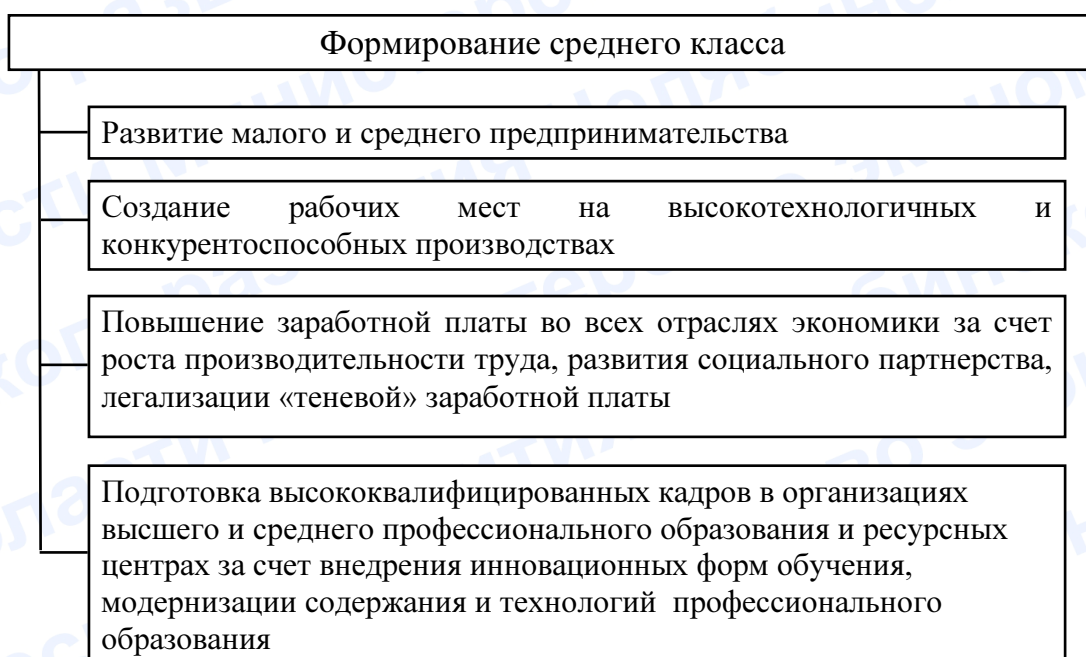 Формирование среднего класса
Развитие малого и среднего предпринимательства
Создание рабочих мест на высокотехнологичных и
конкурентоспособных производствах
Повышение заработной платы во всех отраслях экономики за счет
роста производительности труда, развития социального партнерства,
легализации «теневой» заработной платы
Подготовка высококвалифицированных кадров в организациях
высшего и среднего профессионального образования и ресурсных
центрах за счет внедрения инновационных форм обучения,
модернизации содержания и технологий профессионального
образования